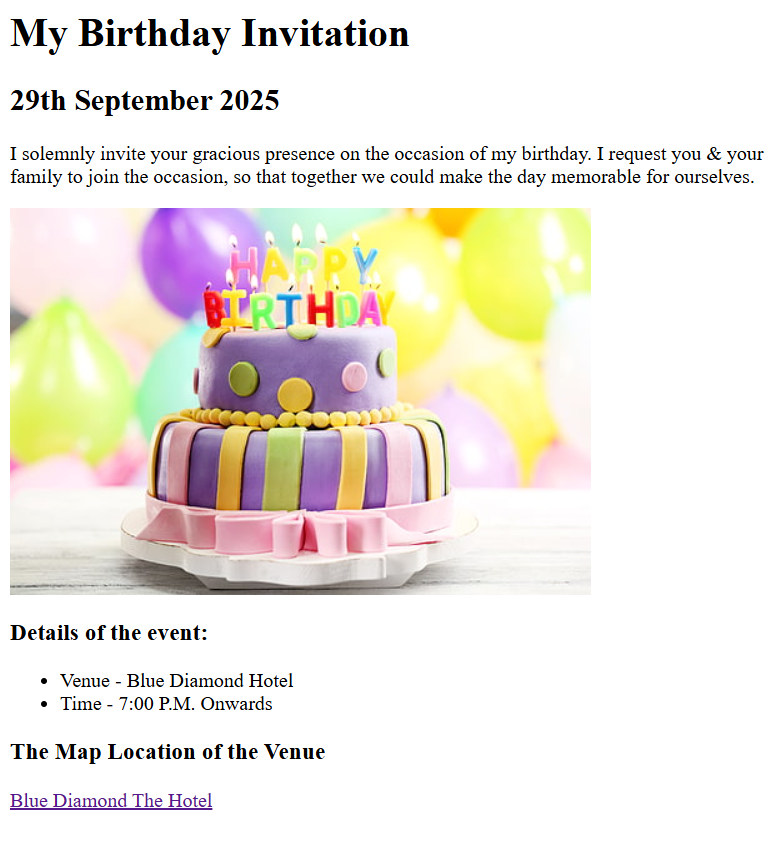 My Birthday Invitation
29th September 2025
I solemnly invite your gracious presence on the occasion of my birthday. I request you & your
family to join the occasion, so that together we could make the day memorable for ourselves.
HAPPY
BIRTHDAY
Details of the event:
• Venue - Blue Diamond Hotel
• Time - 7:00 P.M. Onwards
The Map Location of the Venue
Blue Diamond The Hotel